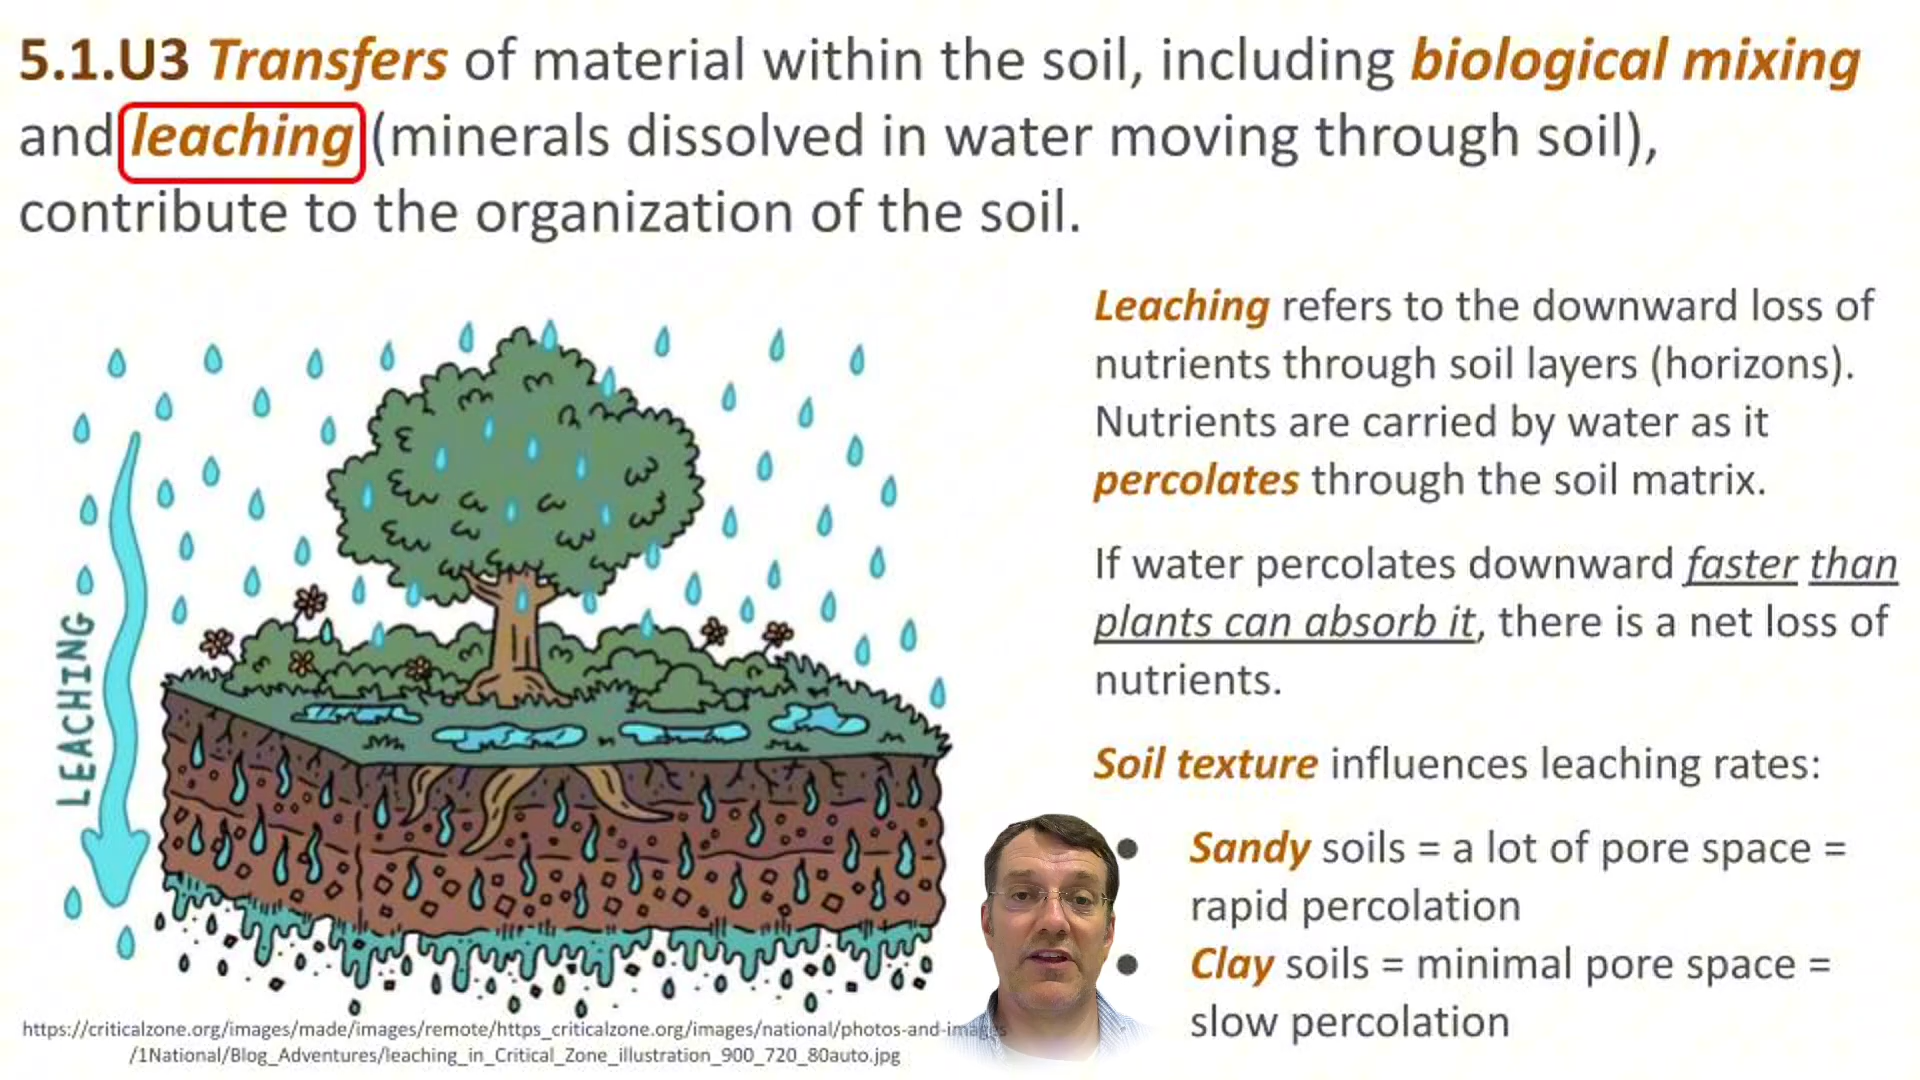 5.1.U3 Transfers of material within the soil, including biological mixing
and leaching (minerals dissolved in water moving through soil),
contribute to the organization of the soil.
Leaching refers to the downward loss of
nutrients through soil layers (horizons).
Nutrients are carried by water as it
percolates through the soil matrix.
If water percolates downward faster than
plants can absorb it, there is a net loss of
nutrients.
Soil texture influences leaching rates:
● Sandy soils = a lot of pore space =
rapid percolation
● Clay soils = minimal pore space =
slow percolation
LEACHING
https://criticalzone.org/images/made/images/remote/https_criticalzone.org/images/national/photos-and-images
/1National/Blog_Adventures/leaching_in_Critical_Zone_illustration_900_720_80auto.jpg